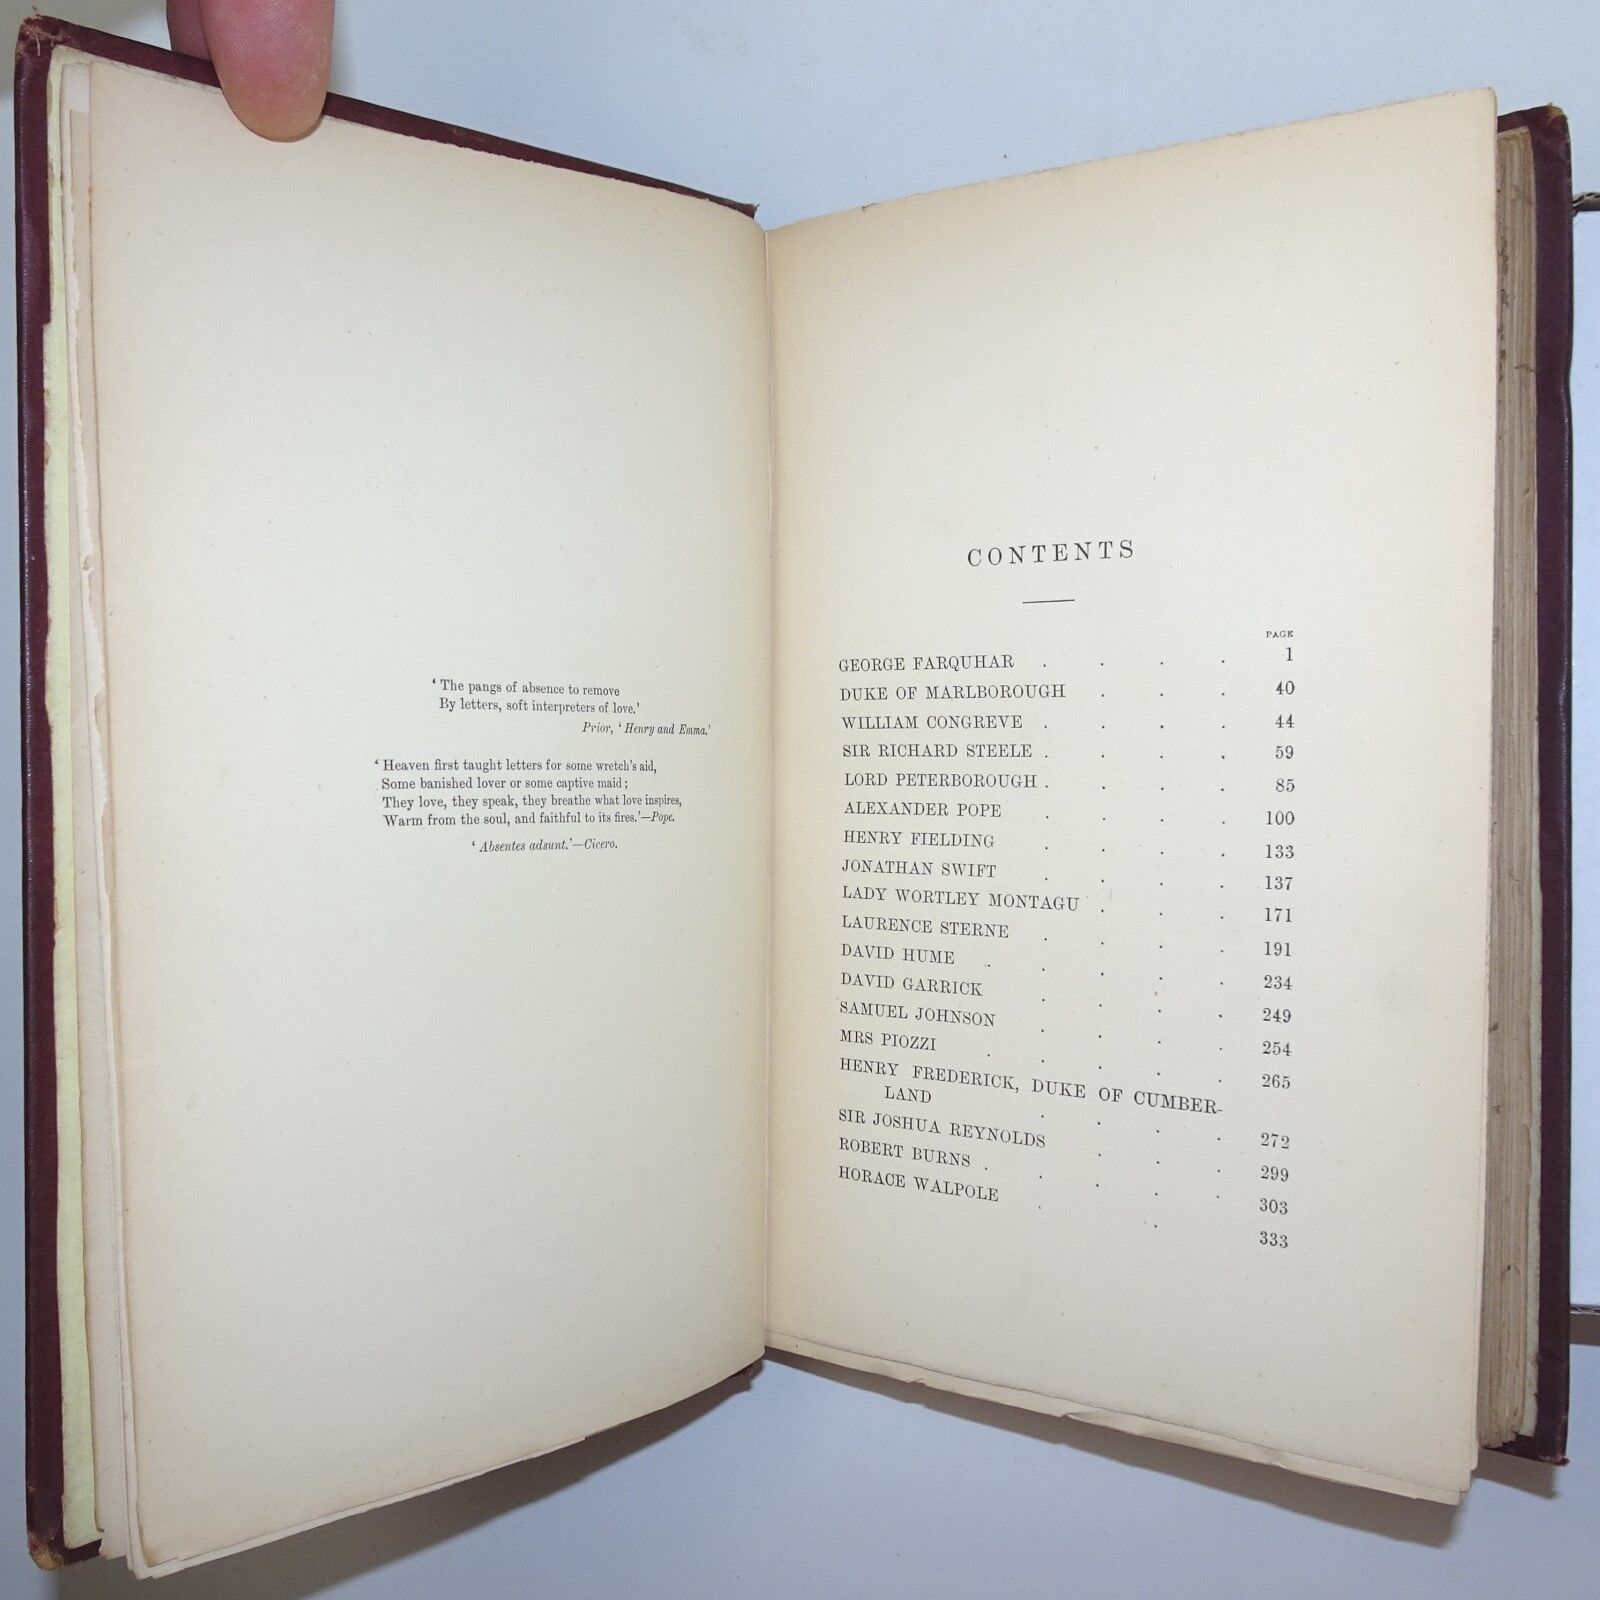 ‘ The pangs of absence to remove
By letters, soft interpreters of love.’
Prior, ‘ Henry and Emma.’
‘ Heaven first taught letters for some wretch's aid,
Some banished lover or some captive maid ;
They love, they speak, they breathe what love inspires,
Warm from the soul, and faithful to its fires.’—Pope.
‘ Absentes adsunt.’—Cicero.
CONTENTS
PAGE
GEORGE FARQUHAR . . . . 1
DUKE OF MARLBOROUGH . . . 40
WILLIAM CONGREVE . . . . 44
SIR RICHARD STEELE . . . . 59
LORD PETERBOROUGH . . . . 85
ALEXANDER POPE . . . . 100
HENRY FIELDING . . . . 133
JONATHAN SWIFT . . . . 137
LADY WORTLEY MONTAGU . . . 171
LAURENCE STERNE . . . . 191
DAVID HUME . . . . . 234
DAVID GARRICK . . . . 249
SAMUEL JOHNSON . . . . 254
MRS PIOZZI . . . . . 265
HENRY FREDERICK, DUKE OF CUMBER-
LAND . . . . 272
SIR JOSHUA REYNOLDS . . . 299
ROBERT BURNS . . . . . 303
HORACE WALPOLE . . 333